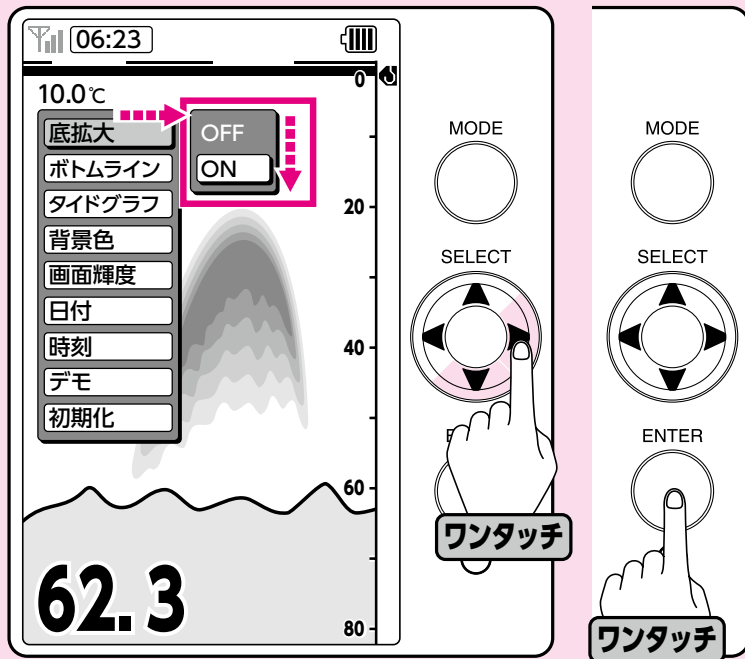 06:23
10.0℃
底拡大
ボトムライン
タイドグラフ
背景色
画面輝度
日付
時刻
デモ
初期化
OFF
ON
0
20
40
60
80
62.3
MODE
SELECT
E
ワンタッチ
MODE
SELECT
ENTER
ワンタッチ